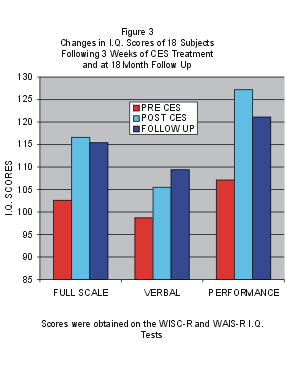 Figure 3
Changes in I.Q. Scores of 18 Subjects
Following 3 Weeks of CES Treatment
and at 18 Month Follow Up
130
125
120
115
110
105
100
95
90
85
I.Q. SCORES
PRE CES
POST CES
FOLLOW UP
FULL SCALE
VERBAL
PERFORMANCE
Scores were obtained on the WISC-R and WAIS-R I.Q.
Tests